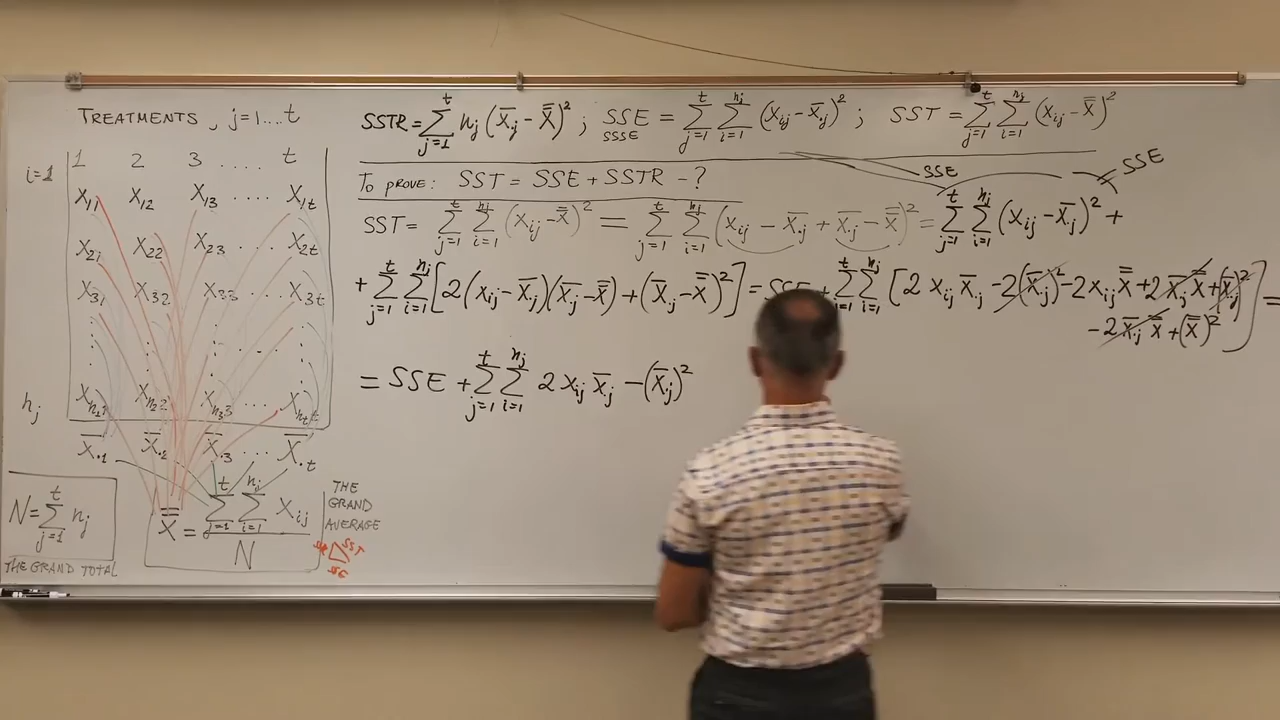 TREATMENTS, j=1....t
i=1 1 2 3 ..... t
X₁₁ X₁₂ X₁₃ .... X₁t
X₂₁ X₂₂ X₂₃ .... X₂t
X₃₁ X₃₂ X₃₃ .... X₃t
nⱼ Xₙ₁₁ Xₙ₂₂ Xₙ₃₃ ... Xₙₜt
X̄.₁ X̄.₂ X̄.₃ .... X̄.t
N = Σ_{j=1}^{t} nⱼ
THE GRAND TOTAL
X̿ = Σ_{j=1}^{t} Σ_{i=1}^{nⱼ} Xᵢⱼ / N
THE
GRAND
AVERAGE
SST
SSE
SSTR = Σ_{j=1}^{t} nⱼ (X̄.ⱼ - X̿)² ; SSE = Σ_{j=1}^{t} Σ_{i=1}^{nⱼ} (xᵢⱼ - x̄.ⱼ)² ; SST = Σ_{j=1}^{t} Σ_{i=1}^{nⱼ} (xᵢⱼ - X̿)²
SSSE
SSE SSE
TO PROVE: SST = SSE + SSTR - ?
SST = Σ_{j=1}^{t} Σ_{i=1}^{nⱼ} (xᵢⱼ - x̿)² = Σ_{j=1}^{t} Σ_{i=1}^{nⱼ} (xᵢⱼ - x̄.ⱼ + x̄.ⱼ - x̿)² = Σ_{j=1}^{t} Σ_{i=1}^{nⱼ} (xᵢⱼ - x̄.ⱼ)² +
+ Σ_{j=1}^{t} Σ_{i=1}^{nⱼ} [2(xᵢⱼ - x̄.ⱼ)(x̄.ⱼ - x̿) + (x̄.ⱼ - x̿)²] = SSE + Σ_{j=1}^{t} Σ_{i=1}^{nⱼ} [2 xᵢⱼ x̄.ⱼ - 2(x̄.ⱼ)² - 2xᵢⱼ x̿ + 2x̄.ⱼ x̿ + (x̄.ⱼ)²
- 2x̄.ⱼ x̿ + (x̿)²] =
= SSE + Σ_{j=1}^{t} Σ_{i=1}^{nⱼ} 2 xᵢⱼ x̄.ⱼ - (x̄.ⱼ)²